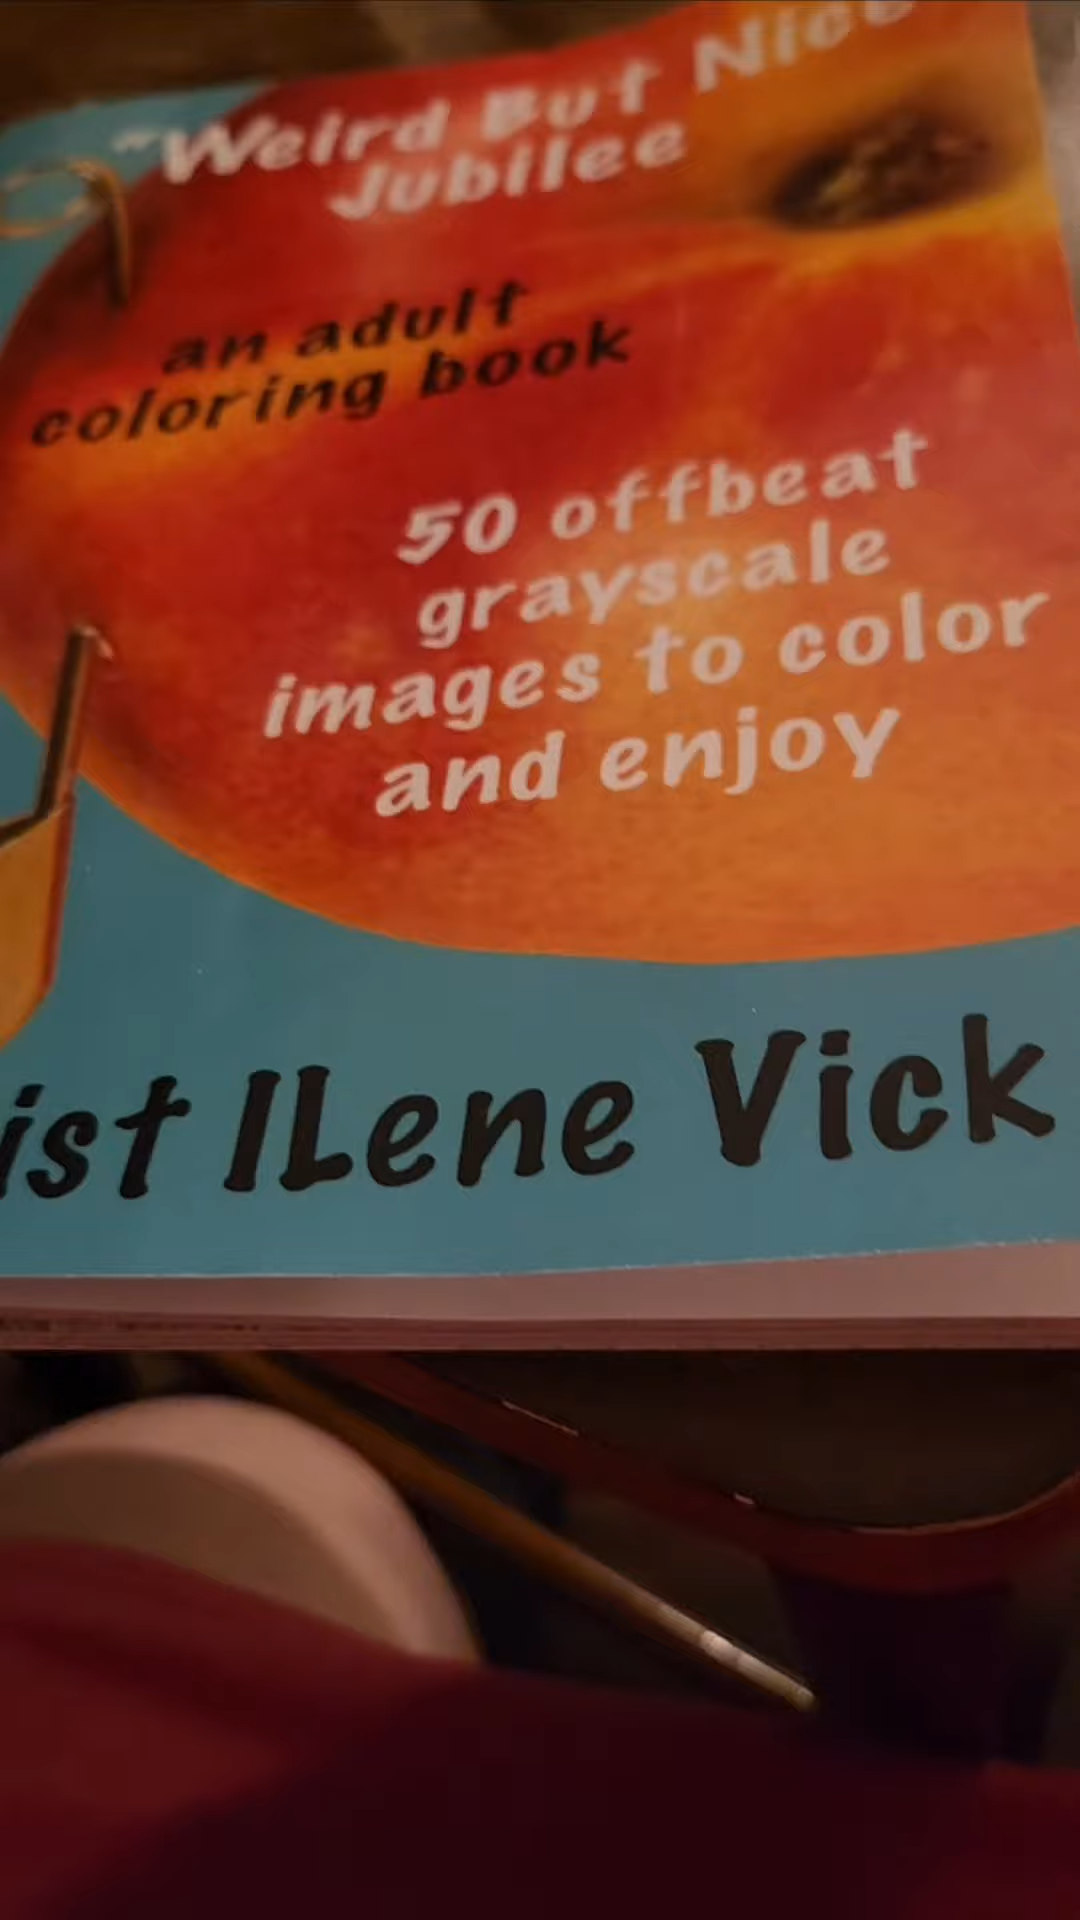 "Weird But Nice
Jubilee
an adult
coloring book
50 offbeat
grayscale
images to color
and enjoy
ist ILene Vick